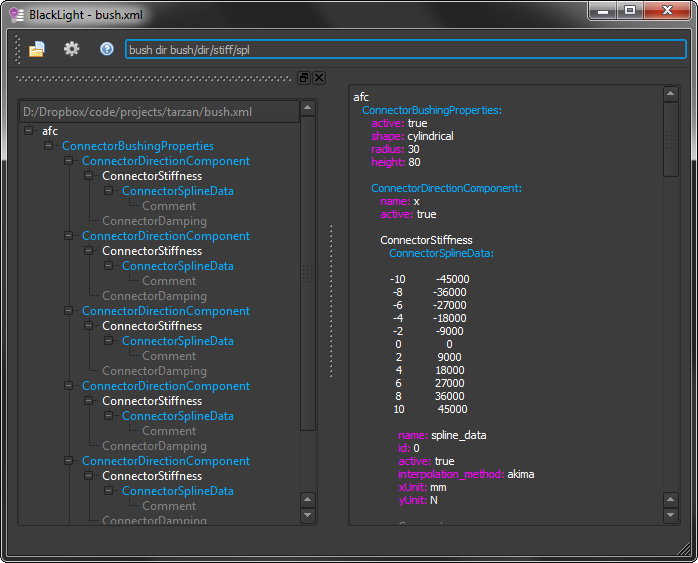 BlackLight - bush.xml
bush dir bush/dir/stiff/spl
D:/Dropbox/code/projects/tarzan/bush.xml
afc
ConnectorBushingProperties
ConnectorDirectionComponent
ConnectorStiffness
ConnectorSplineData
Comment
ConnectorDamping
ConnectorDirectionComponent
ConnectorStiffness
ConnectorSplineData
Comment
ConnectorDamping
ConnectorDirectionComponent
ConnectorStiffness
ConnectorSplineData
Comment
ConnectorDamping
ConnectorDirectionComponent
ConnectorStiffness
ConnectorSplineData
Comment
ConnectorDamping
ConnectorDirectionComponent
ConnectorStiffness
ConnectorSplineData
Comment
ConnectorDamping
afc
ConnectorBushingProperties:
active: true
shape: cylindrical
radius: 30
height: 80
ConnectorDirectionComponent:
name: x
active: true
ConnectorStiffness
ConnectorSplineData:
-10 -45000
-8 -36000
-6 -27000
-4 -18000
-2 -9000
0 0
2 9000
4 18000
6 27000
8 36000
10 45000
name: spline_data
id: 0
active: true
interpolation_method: akima
xUnit: mm
yUnit: N